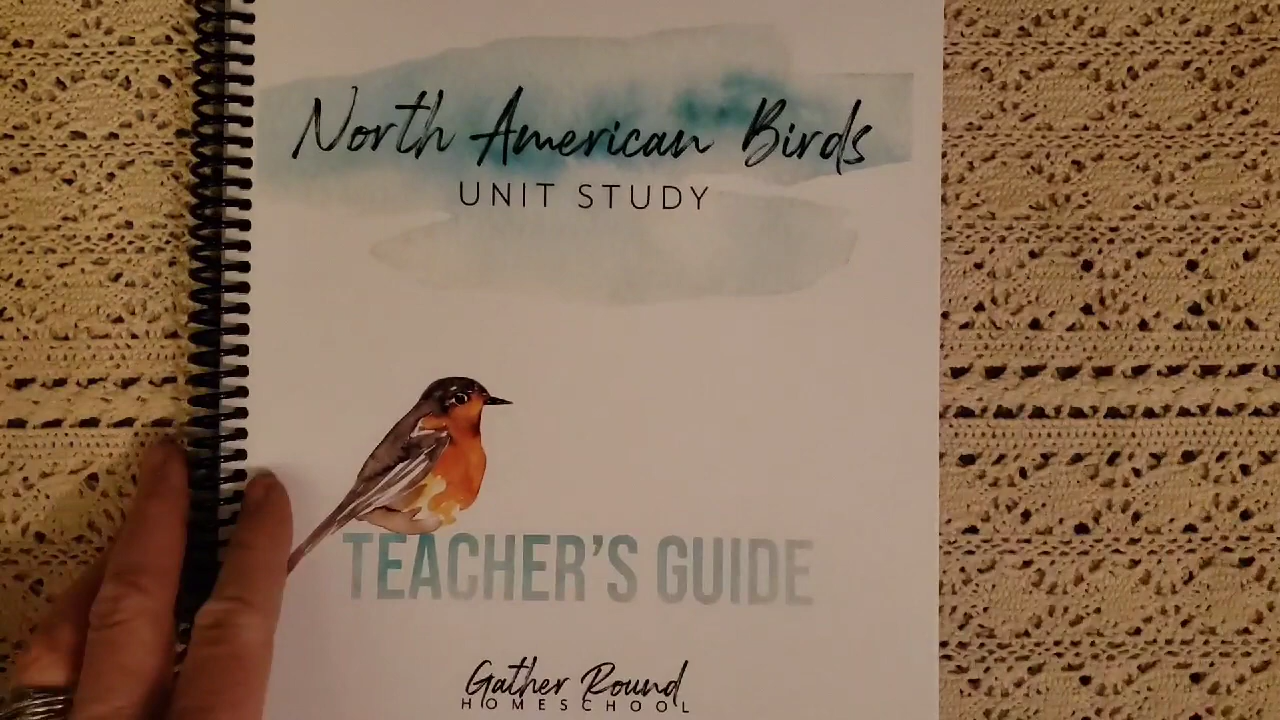 North American Birds
UNIT STUDY
TEACHER'S GUIDE
Gather Round
HOMESCHOOL